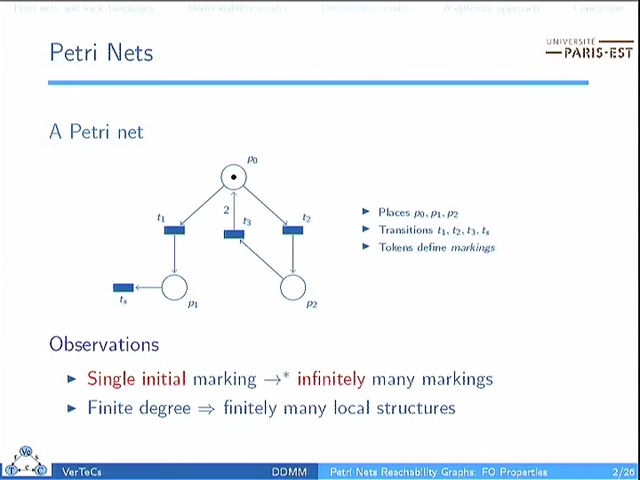 Petri nets and logic languages Undecidability results Decidability results A different approach Conclusion
Petri Nets
UNIVERSITÉ
PARIS-EST
A Petri net
p0
t1
2
t3
t2
▶ Places p0, p1, p2
▶ Transitions t1, t2, t3, ts
▶ Tokens define markings
ts
p1
p2
Observations
▶ Single initial marking →* infinitely many markings
▶ Finite degree ⇒ finitely many local structures
VerTeCs DDMM Petri Nets Reachability Graphs: FO Properties 2/26